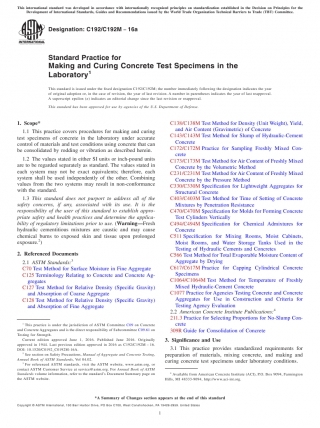 This international standard was developed in accordance with internationally recognized principles on standardization established in the Decision on Principles for the
Development of International Standards, Guides and Recommendations issued by the World Trade Organization Technical Barriers to Trade (TBT) Committee.
Designation: C192/C192M − 16a
Standard Practice for
Making and Curing Concrete Test Specimens in the
Laboratory1
This standard is issued under the fixed designation C192/C192M; the number immediately following the designation indicates the year
of original adoption or, in the case of revision, the year of last revision. A number in parentheses indicates the year of last reapproval.
A superscript epsilon (ε) indicates an editorial change since the last revision or reapproval.
This standard has been approved for use by agencies of the U.S. Department of Defense.
1. Scope*
1.1 This practice covers procedures for making and curing
test specimens of concrete in the laboratory under accurate
control of materials and test conditions using concrete that can
be consolidated by rodding or vibration as described herein.
1.2 The values stated in either SI units or inch-pound units
are to be regarded separately as standard. The values stated in
each system may not be exact equivalents; therefore, each
system shall be used independently of the other. Combining
values from the two systems may result in non-conformance
with the standard.
1.3 This standard does not purport to address all of the
safety concerns, if any, associated with its use. It is the
responsibility of the user of this standard to establish appro-
priate safety and health practices and determine the applica-
bility of regulatory limitations prior to use. (Warning—Fresh
hydraulic cementitious mixtures are caustic and may cause
chemical burns to exposed skin and tissue upon prolonged
exposure.2)
2. Referenced Documents
2.1 ASTM Standards:3
C70 Test Method for Surface Moisture in Fine Aggregate
C125 Terminology Relating to Concrete and Concrete Ag-
gregates
C127 Test Method for Relative Density (Specific Gravity)
and Absorption of Coarse Aggregate
C128 Test Method for Relative Density (Specific Gravity)
and Absorption of Fine Aggregate
1 This practice is under the jurisdiction of ASTM Committee C09 on Concrete
and Concrete Aggregates and is the direct responsibility of Subcommittee C09.61 on
Testing for Strength.
Current edition approved June 1, 2016. Published June 2016. Originally
approved in 1944. Last previous edition approved in 2016 as C192/C192M – 16.
DOI: 10.1520/C0192_C0192M-16A.
2 See section on Safety Precautions, Manual of Aggregate and Concrete Testing,
Annual Book of ASTM Standards, Vol 04.02.
3 For referenced ASTM standards, visit the ASTM website, www.astm.org, or
contact ASTM Customer Service at service@astm.org. For Annual Book of ASTM
Standards volume information, refer to the standard's Document Summary page on
the ASTM website.
C138/C138M Test Method for Density (Unit Weight), Yield,
and Air Content (Gravimetric) of Concrete
C143/C143M Test Method for Slump of Hydraulic-Cement
Concrete
C172/C172M Practice for Sampling Freshly Mixed Con-
crete
C173/C173M Test Method for Air Content of Freshly Mixed
Concrete by the Volumetric Method
C231/C231M Test Method for Air Content of Freshly Mixed
Concrete by the Pressure Method
C330/C330M Specification for Lightweight Aggregates for
Structural Concrete
C403/C403M Test Method for Time of Setting of Concrete
Mixtures by Penetration Resistance
C470/C470M Specification for Molds for Forming Concrete
Test Cylinders Vertically
C494/C494M Specification for Chemical Admixtures for
Concrete
C511 Specification for Mixing Rooms, Moist Cabinets,
Moist Rooms, and Water Storage Tanks Used in the
Testing of Hydraulic Cements and Concretes
C566 Test Method for Total Evaporable Moisture Content of
Aggregate by Drying
C617/C617M Practice for Capping Cylindrical Concrete
Specimens
C1064/C1064M Test Method for Temperature of Freshly
Mixed Hydraulic-Cement Concrete
C1077 Practice for Agencies Testing Concrete and Concrete
Aggregates for Use in Construction and Criteria for
Testing Agency Evaluation
2.2 American Concrete Institute Publications:4
211.3 Practice for Selecting Proportions for No-Slump Con-
crete
309R Guide for Consolidation of Concrete
3. Significance and Use
3.1 This practice provides standardized requirements for
preparation of materials, mixing concrete, and making and
curing concrete test specimens under laboratory conditions.
4 Available from American Concrete Institute (ACI), P.O. Box 9094, Farmington
Hills, MI 48333-9094, http://www.aci-int.org.
*A Summary of Changes section appears at the end of this standard
Copyright © ASTM International, 100 Barr Harbor Drive, PO Box C700, West Conshohocken, PA 19428-2959. United States
1